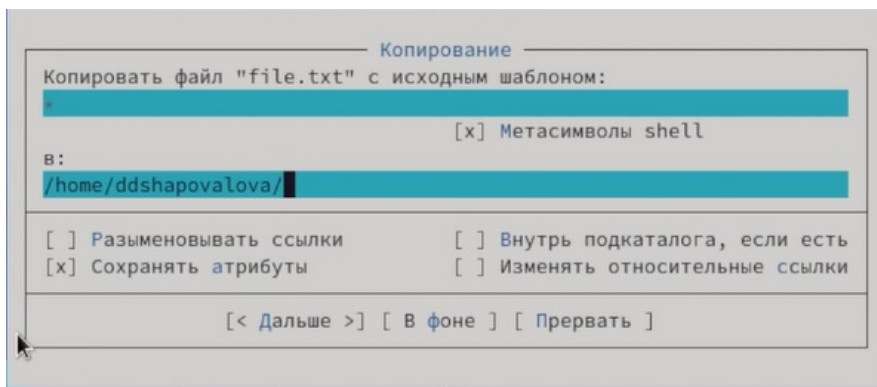 Копирование
Копировать файл "file.txt" с исходным шаблоном:
*
[x] Метасимволы shell
в:
/home/ddshapovalova/
[ ] Разыменовывать ссылки [ ] Внутрь подкаталога, если есть
[x] Сохранять атрибуты [ ] Изменять относительные ссылки
[< Дальше >] [ В фоне ] [ Прервать ]